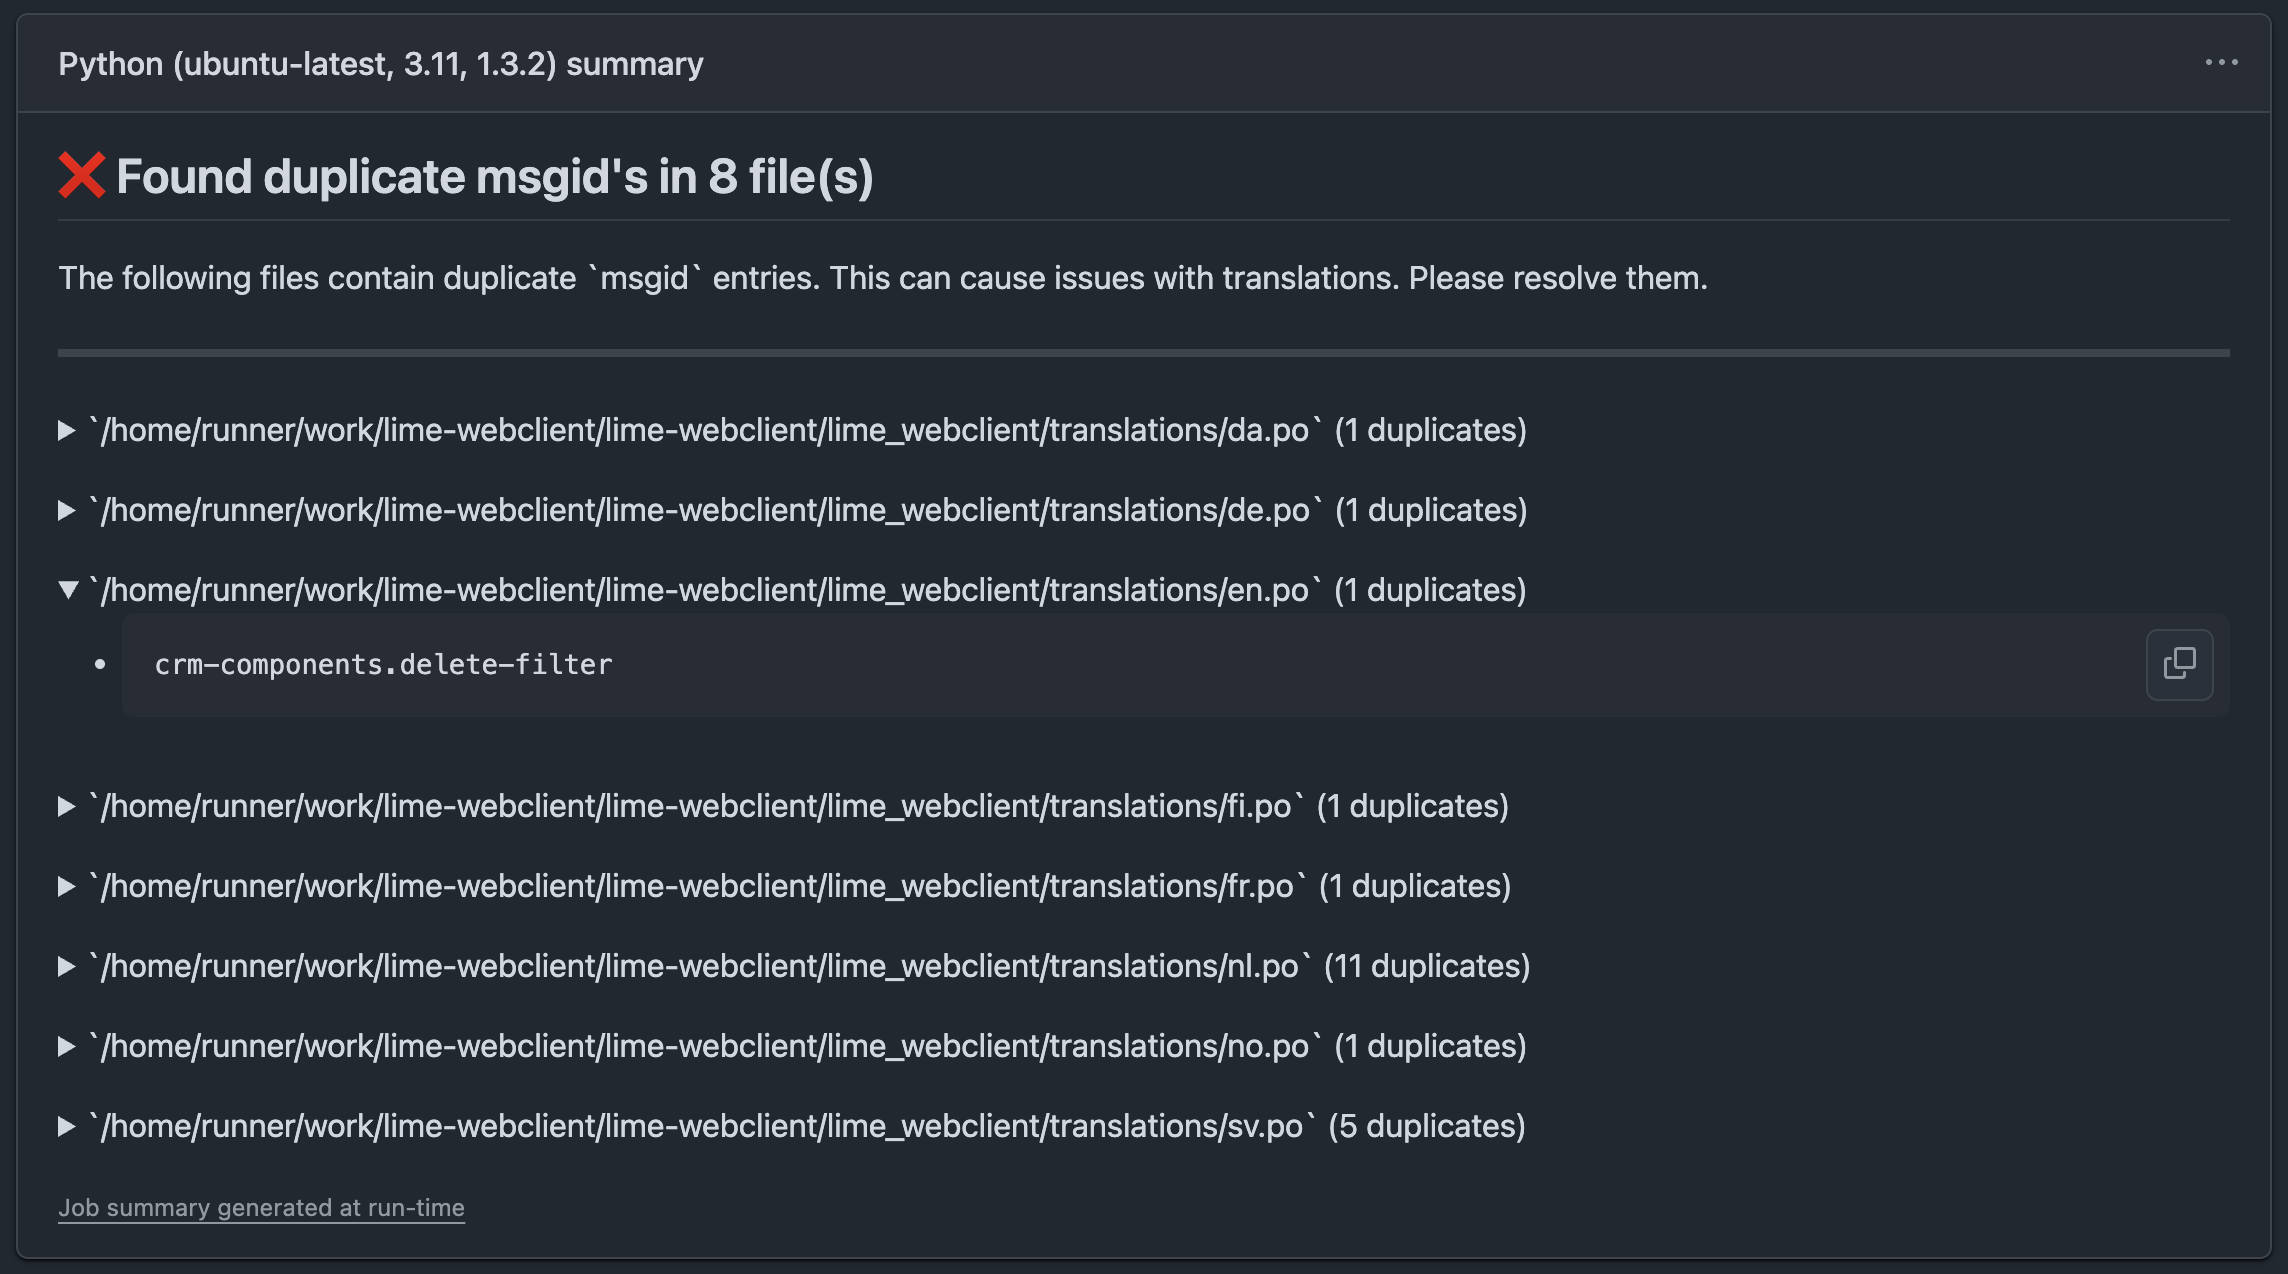 Python (ubuntu-latest, 3.11, 1.3.2) summary
❌ Found duplicate msgid's in 8 file(s)
The following files contain duplicate `msgid` entries. This can cause issues with translations. Please resolve them.
`/home/runner/work/lime-webclient/lime-webclient/lime_webclient/translations/da.po` (1 duplicates)
`/home/runner/work/lime-webclient/lime-webclient/lime_webclient/translations/de.po` (1 duplicates)
`/home/runner/work/lime-webclient/lime-webclient/lime_webclient/translations/en.po` (1 duplicates)
crm-components.delete-filter
`/home/runner/work/lime-webclient/lime-webclient/lime_webclient/translations/fi.po` (1 duplicates)
`/home/runner/work/lime-webclient/lime-webclient/lime_webclient/translations/fr.po` (1 duplicates)
`/home/runner/work/lime-webclient/lime-webclient/lime_webclient/translations/nl.po` (11 duplicates)
`/home/runner/work/lime-webclient/lime-webclient/lime_webclient/translations/no.po` (1 duplicates)
`/home/runner/work/lime-webclient/lime-webclient/lime_webclient/translations/sv.po` (5 duplicates)
Job summary generated at run-time